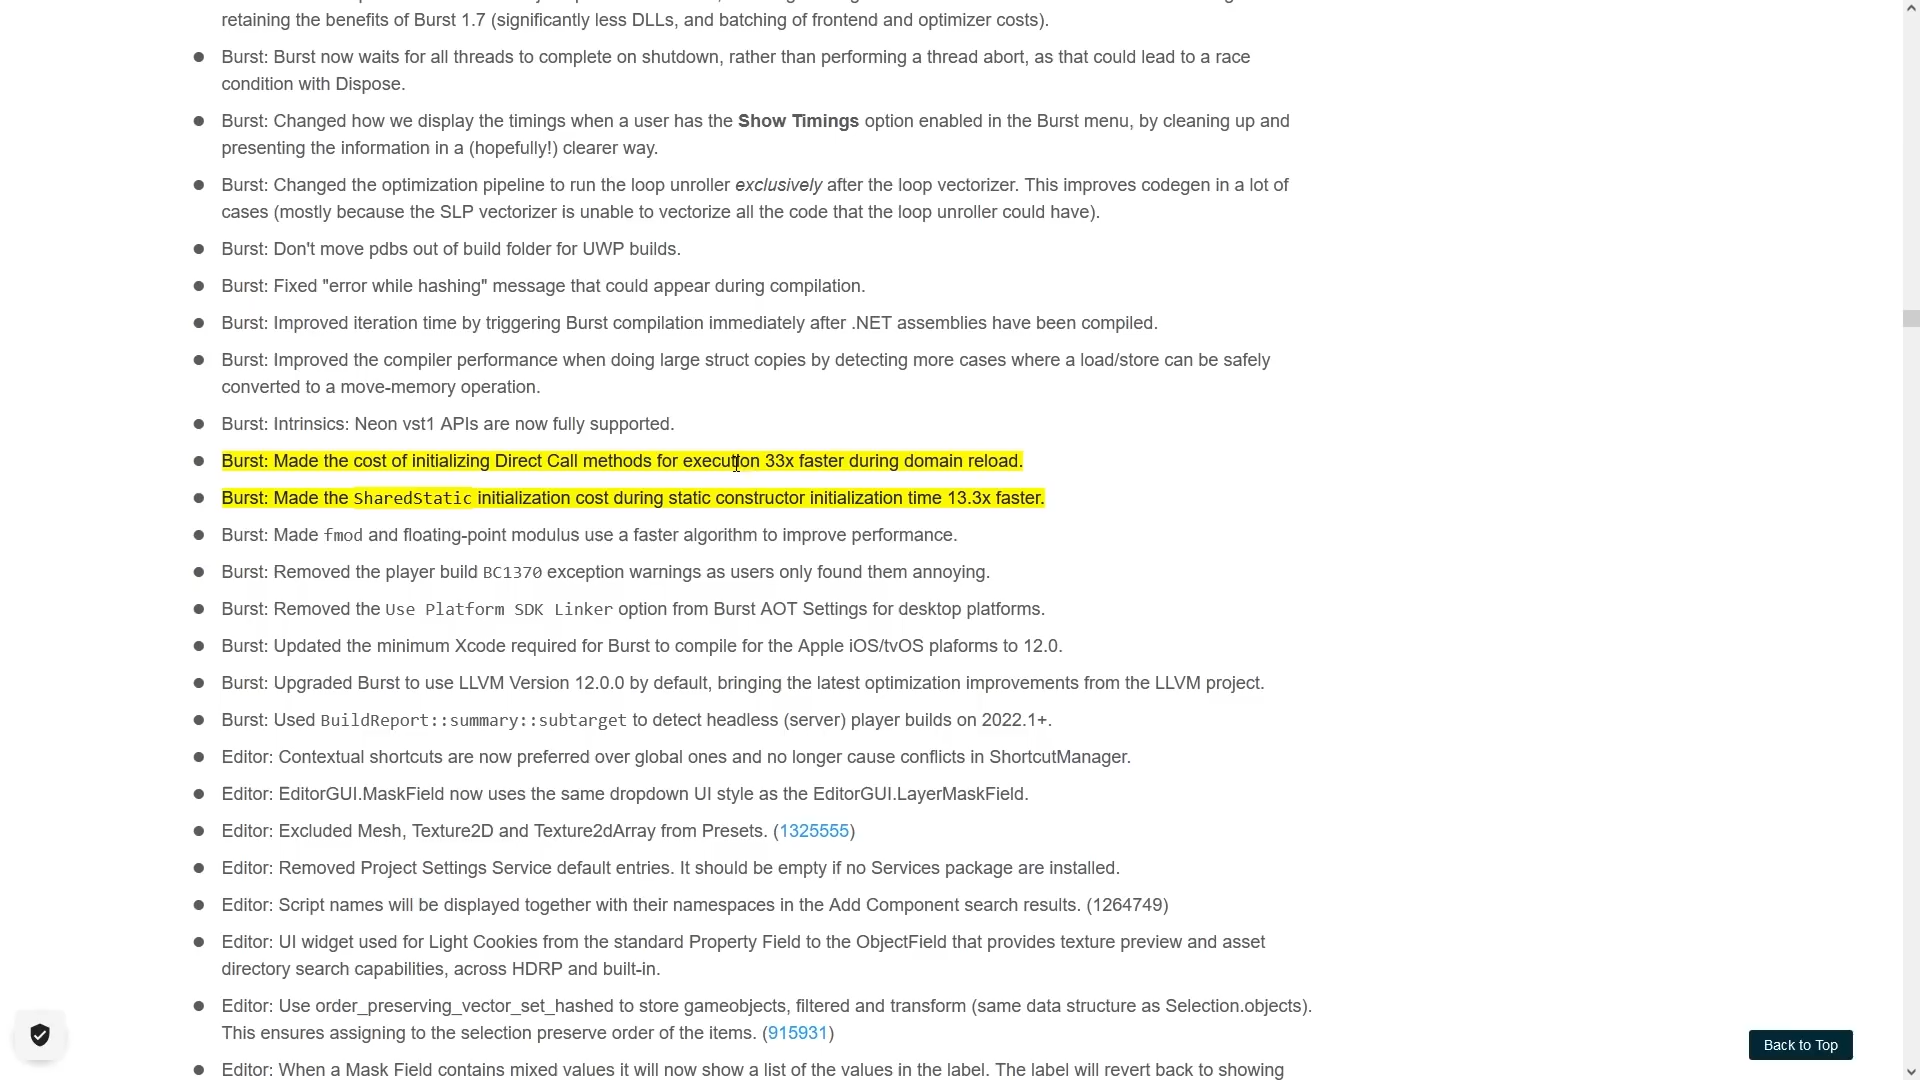 retaining the benefits of Burst 1.7 (significantly less DLLs, and batching of frontend and optimizer costs).
Burst: Burst now waits for all threads to complete on shutdown, rather than performing a thread abort, as that could lead to a race
condition with Dispose.
Burst: Changed how we display the timings when a user has the Show Timings option enabled in the Burst menu, by cleaning up and
presenting the information in a (hopefully!) clearer way.
Burst: Changed the optimization pipeline to run the loop unroller exclusively after the loop vectorizer. This improves codegen in a lot of
cases (mostly because the SLP vectorizer is unable to vectorize all the code that the loop unroller could have).
Burst: Don't move pdbs out of build folder for UWP builds.
Burst: Fixed "error while hashing" message that could appear during compilation.
Burst: Improved iteration time by triggering Burst compilation immediately after .NET assemblies have been compiled.
Burst: Improved the compiler performance when doing large struct copies by detecting more cases where a load/store can be safely
converted to a move-memory operation.
Burst: Intrinsics: Neon vst1 APIs are now fully supported.
Burst: Made the cost of initializing Direct Call methods for execution 33x faster during domain reload.
Burst: Made the SharedStatic initialization cost during static constructor initialization time 13.3x faster.
Burst: Made fmod and floating-point modulus use a faster algorithm to improve performance.
Burst: Removed the player build BC1370 exception warnings as users only found them annoying.
Burst: Removed the Use Platform SDK Linker option from Burst AOT Settings for desktop platforms.
Burst: Updated the minimum Xcode required for Burst to compile for the Apple iOS/tvOS plaforms to 12.0.
Burst: Upgraded Burst to use LLVM Version 12.0.0 by default, bringing the latest optimization improvements from the LLVM project.
Burst: Used BuildReport::summary::subtarget to detect headless (server) player builds on 2022.1+.
Editor: Contextual shortcuts are now preferred over global ones and no longer cause conflicts in ShortcutManager.
Editor: EditorGUI.MaskField now uses the same dropdown UI style as the EditorGUI.LayerMaskField.
Editor: Excluded Mesh, Texture2D and Texture2dArray from Presets. (1325555)
Editor: Removed Project Settings Service default entries. It should be empty if no Services package are installed.
Editor: Script names will be displayed together with their namespaces in the Add Component search results. (1264749)
Editor: UI widget used for Light Cookies from the standard Property Field to the ObjectField that provides texture preview and asset
directory search capabilities, across HDRP and built-in.
Editor: Use order_preserving_vector_set_hashed to store gameobjects, filtered and transform (same data structure as Selection.objects).
This ensures assigning to the selection preserve order of the items. (915931)
Back to Top
Editor: When a Mask Field contains mixed values it will now show a list of the values in the label. The label will revert back to showing